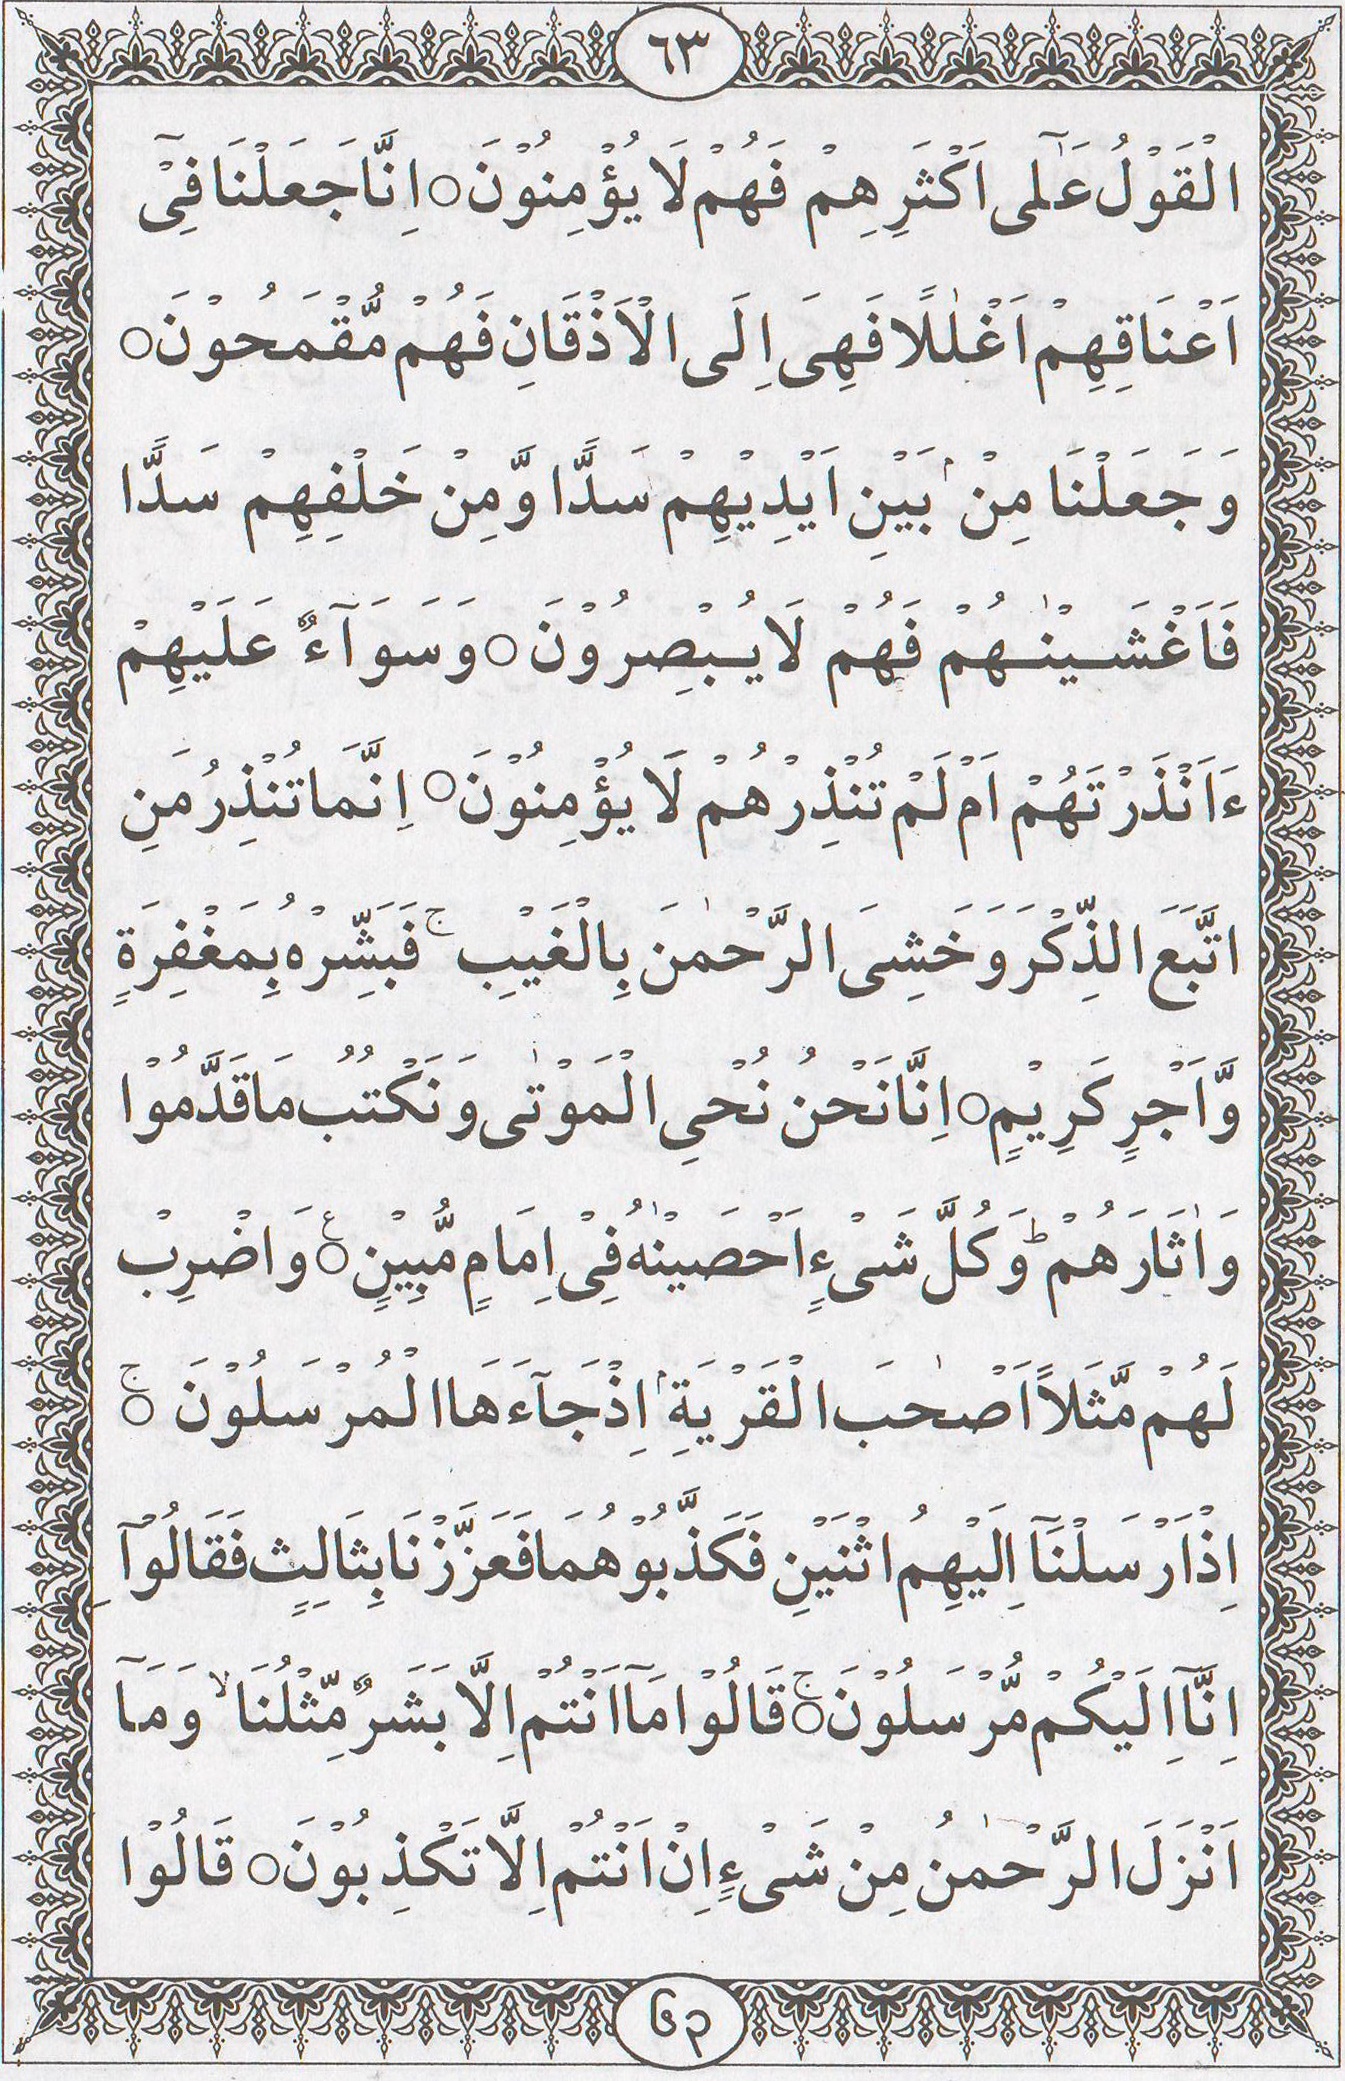 ٦٣
الْقَوْلُ عَلٰٓى اَكْثَرِهِمْ فَهُمْ لَا يُؤْمِنُوْنَ○ اِنَّا جَعَلْنَا فِىْٓ
اَعْنَاقِهِمْ اَغْلٰلًا فَهِىَ اِلَى الْاَذْقَانِ فَهُمْ مُّقْمَحُوْنَ○
وَجَعَلْنَا مِنْۢ بَيْنِ اَيْدِيْهِمْ سَدًّا وَّمِنْ خَلْفِهِمْ سَدًّا
فَاَغْشَيْنٰهُمْ فَهُمْ لَا يُبْصِرُوْنَ○ وَسَوَآءٌ عَلَيْهِمْ
ءَاَنْذَرْتَهُمْ اَمْ لَمْ تُنْذِرْهُمْ لَا يُؤْمِنُوْنَ○ اِنَّمَا تُنْذِرُ مَنِ
اتَّبَعَ الذِّكْرَ وَخَشِىَ الرَّحْمٰنَ بِالْغَيْبِ ۚ فَبَشِّرْهُ بِمَغْفِرَةٍ
وَّاَجْرٍ كَرِيْمٍ○ اِنَّا نَحْنُ نُحْىِ الْمَوْتٰى وَنَكْتُبُ مَا قَدَّمُوْا
وَاٰثَارَهُمْ ؕ وَكُلَّ شَىْءٍ اَحْصَيْنٰهُ فِىْٓ اِمَامٍ مُّبِيْنٍ○ع وَاضْرِبْ
لَهُمْ مَّثَلًا اَصْحٰبَ الْقَرْيَةِ ۘ اِذْ جَآءَهَا الْمُرْسَلُوْنَ ○ۚ
اِذْ اَرْسَلْنَآ اِلَيْهِمُ اثْنَيْنِ فَكَذَّبُوْهُمَا فَعَزَّزْنَا بِثَالِثٍ فَقَالُوْٓا
اِنَّآ اِلَيْكُمْ مُّرْسَلُوْنَ○ۚ قَالُوْا مَآ اَنْتُمْ اِلَّا بَشَرٌ مِّثْلُنَا ۙ وَمَآ
اَنْزَلَ الرَّحْمٰنُ مِنْ شَىْءٍ اِنْ اَنْتُمْ اِلَّا تَكْذِبُوْنَ○ قَالُوْا